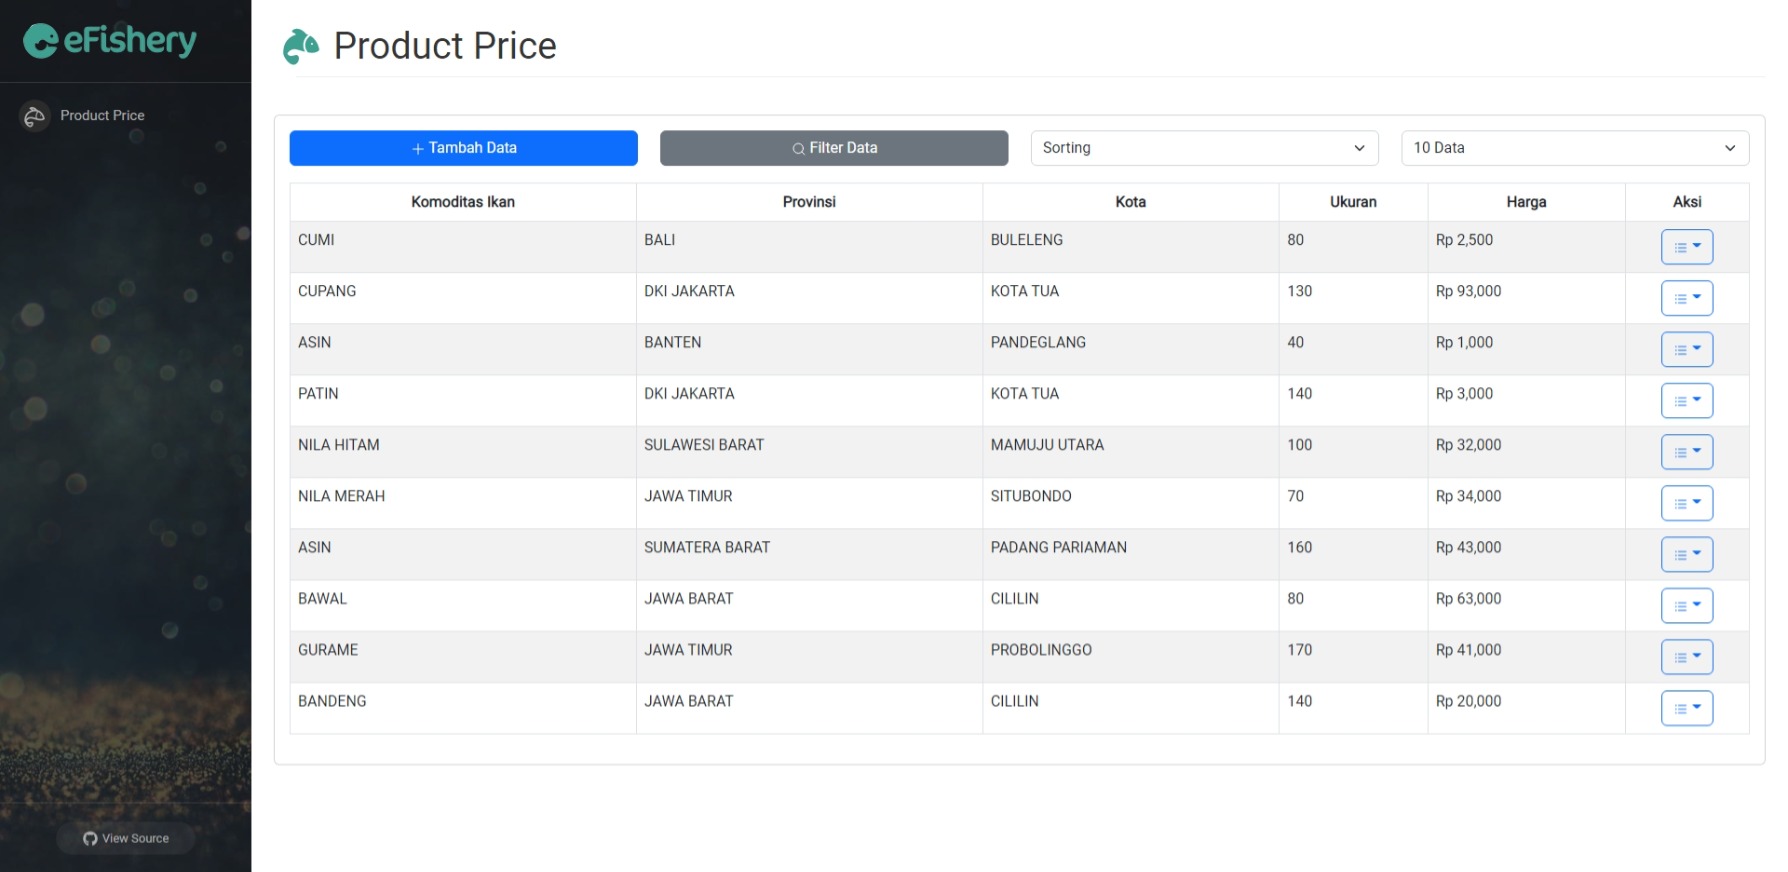 eFishery
Product Price
Product Price
+ Tambah Data Filter Data Sorting 10 Data
Komoditas Ikan Provinsi Kota Ukuran Harga Aksi
CUMI BALI BULELENG 80 Rp 2,500
CUPANG DKI JAKARTA KOTA TUA 130 Rp 93,000
ASIN BANTEN PANDEGLANG 40 Rp 1,000
PATIN DKI JAKARTA KOTA TUA 140 Rp 3,000
NILA HITAM SULAWESI BARAT MAMUJU UTARA 100 Rp 32,000
NILA MERAH JAWA TIMUR SITUBONDO 70 Rp 34,000
ASIN SUMATERA BARAT PADANG PARIAMAN 160 Rp 43,000
BAWAL JAWA BARAT CILILIN 80 Rp 63,000
GURAME JAWA TIMUR PROBOLINGGO 170 Rp 41,000
BANDENG JAWA BARAT CILILIN 140 Rp 20,000
View Source